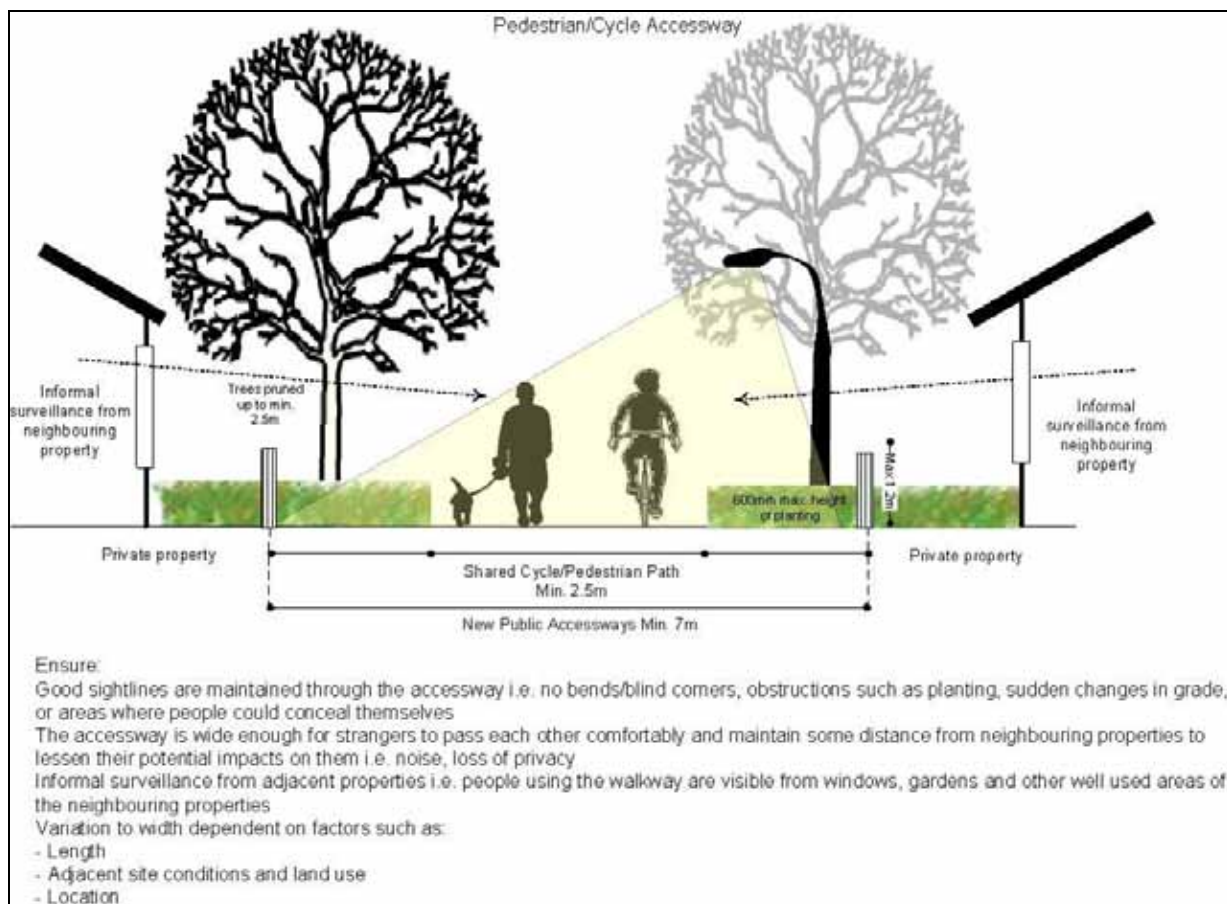 Pedestrian/Cycle Accessway
Informal
surveillance from
neighbouring
property
Trees pruned
up to min.
2.5m
Informal
surveillance from
neighbouring
property
Max 1.2m
600mm max. height
of planting
Private property
Private property
Shared Cycle/Pedestrian Path
Min. 2.5m
New Public Accessways Min. 7m
Ensure:
Good sightlines are maintained through the accessway i.e. no bends/blind corners, obstructions such as planting, sudden changes in grade,
or areas where people could conceal themselves
The accessway is wide enough for strangers to pass each other comfortably and maintain some distance from neighbouring properties to
lessen their potential impacts on them i.e. noise, loss of privacy
Informal surveillance from adjacent properties i.e. people using the walkway are visible from windows, gardens and other well used areas of
the neighbouring properties
Variation to width dependent on factors such as:
- Length
- Adjacent site conditions and land use
- Location